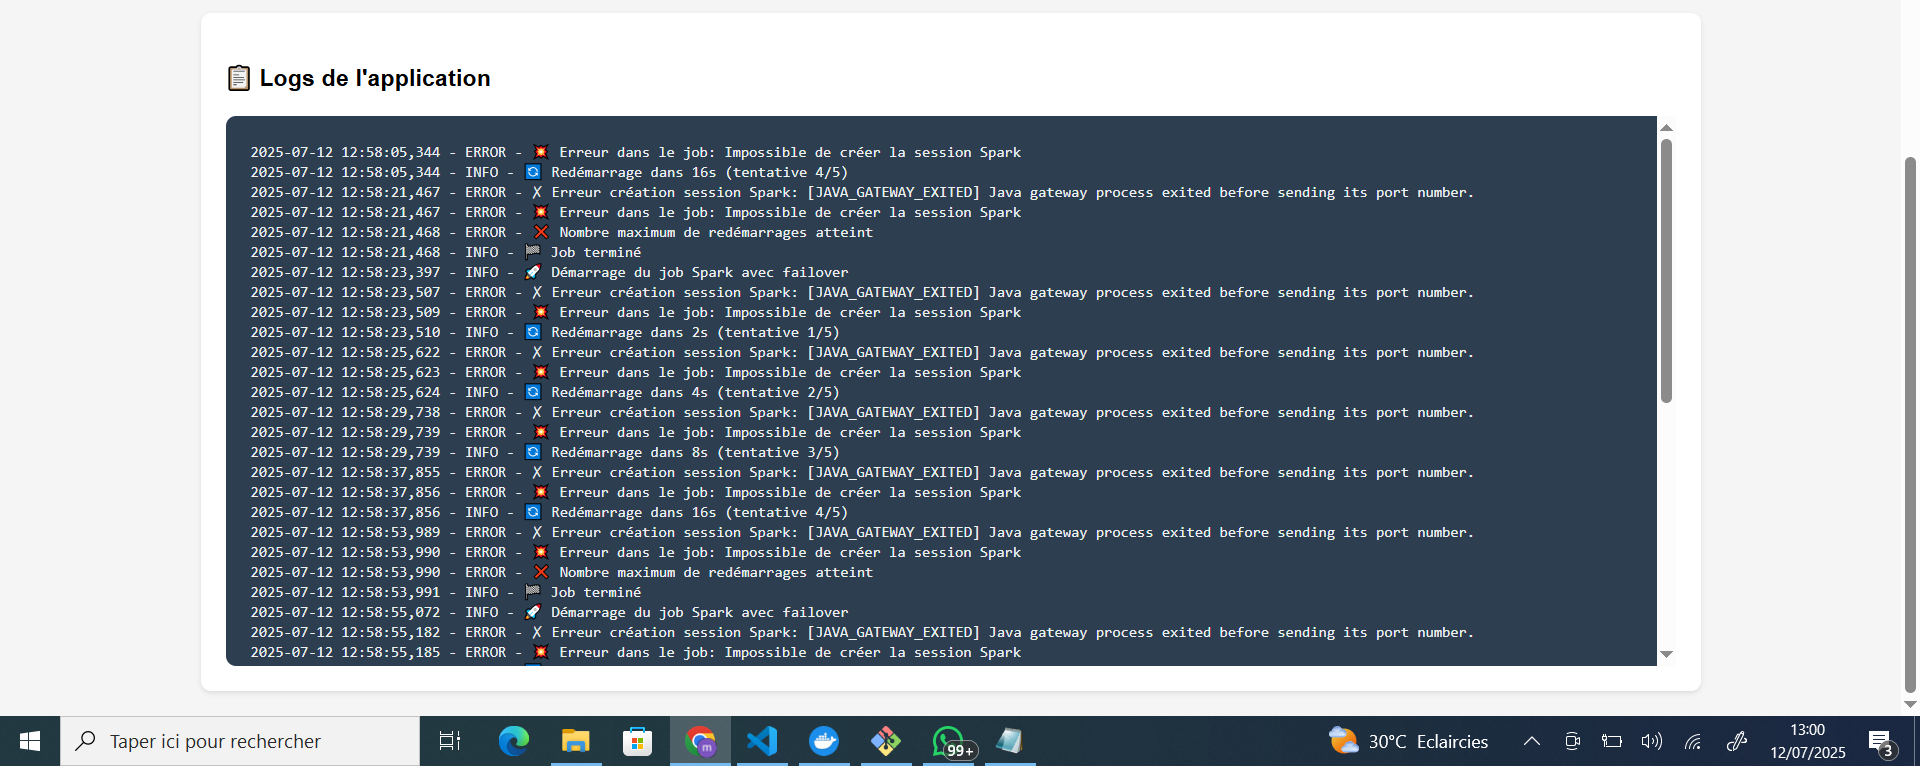 📋 Logs de l'application
2025-07-12 12:58:05,344 - ERROR - 💥 Erreur dans le job: Impossible de créer la session Spark
2025-07-12 12:58:05,344 - INFO - 🔄 Redémarrage dans 16s (tentative 4/5)
2025-07-12 12:58:21,467 - ERROR - ✗ Erreur création session Spark: [JAVA_GATEWAY_EXITED] Java gateway process exited before sending its port number.
2025-07-12 12:58:21,467 - ERROR - 💥 Erreur dans le job: Impossible de créer la session Spark
2025-07-12 12:58:21,468 - ERROR - ❌ Nombre maximum de redémarrages atteint
2025-07-12 12:58:21,468 - INFO - 🏁 Job terminé
2025-07-12 12:58:23,397 - INFO - 🚀 Démarrage du job Spark avec failover
2025-07-12 12:58:23,507 - ERROR - ✗ Erreur création session Spark: [JAVA_GATEWAY_EXITED] Java gateway process exited before sending its port number.
2025-07-12 12:58:23,509 - ERROR - 💥 Erreur dans le job: Impossible de créer la session Spark
2025-07-12 12:58:23,510 - INFO - 🔄 Redémarrage dans 2s (tentative 1/5)
2025-07-12 12:58:25,622 - ERROR - ✗ Erreur création session Spark: [JAVA_GATEWAY_EXITED] Java gateway process exited before sending its port number.
2025-07-12 12:58:25,623 - ERROR - 💥 Erreur dans le job: Impossible de créer la session Spark
2025-07-12 12:58:25,624 - INFO - 🔄 Redémarrage dans 4s (tentative 2/5)
2025-07-12 12:58:29,738 - ERROR - ✗ Erreur création session Spark: [JAVA_GATEWAY_EXITED] Java gateway process exited before sending its port number.
2025-07-12 12:58:29,739 - ERROR - 💥 Erreur dans le job: Impossible de créer la session Spark
2025-07-12 12:58:29,739 - INFO - 🔄 Redémarrage dans 8s (tentative 3/5)
2025-07-12 12:58:37,855 - ERROR - ✗ Erreur création session Spark: [JAVA_GATEWAY_EXITED] Java gateway process exited before sending its port number.
2025-07-12 12:58:37,856 - ERROR - 💥 Erreur dans le job: Impossible de créer la session Spark
2025-07-12 12:58:37,856 - INFO - 🔄 Redémarrage dans 16s (tentative 4/5)
2025-07-12 12:58:53,989 - ERROR - ✗ Erreur création session Spark: [JAVA_GATEWAY_EXITED] Java gateway process exited before sending its port number.
2025-07-12 12:58:53,990 - ERROR - 💥 Erreur dans le job: Impossible de créer la session Spark
2025-07-12 12:58:53,990 - ERROR - ❌ Nombre maximum de redémarrages atteint
2025-07-12 12:58:53,991 - INFO - 🏁 Job terminé
2025-07-12 12:58:55,072 - INFO - 🚀 Démarrage du job Spark avec failover
2025-07-12 12:58:55,182 - ERROR - ✗ Erreur création session Spark: [JAVA_GATEWAY_EXITED] Java gateway process exited before sending its port number.
2025-07-12 12:58:55,185 - ERROR - 💥 Erreur dans le job: Impossible de créer la session Spark
Taper ici pour rechercher
m
99+
30°C Eclaircies
13:00
12/07/2025
3